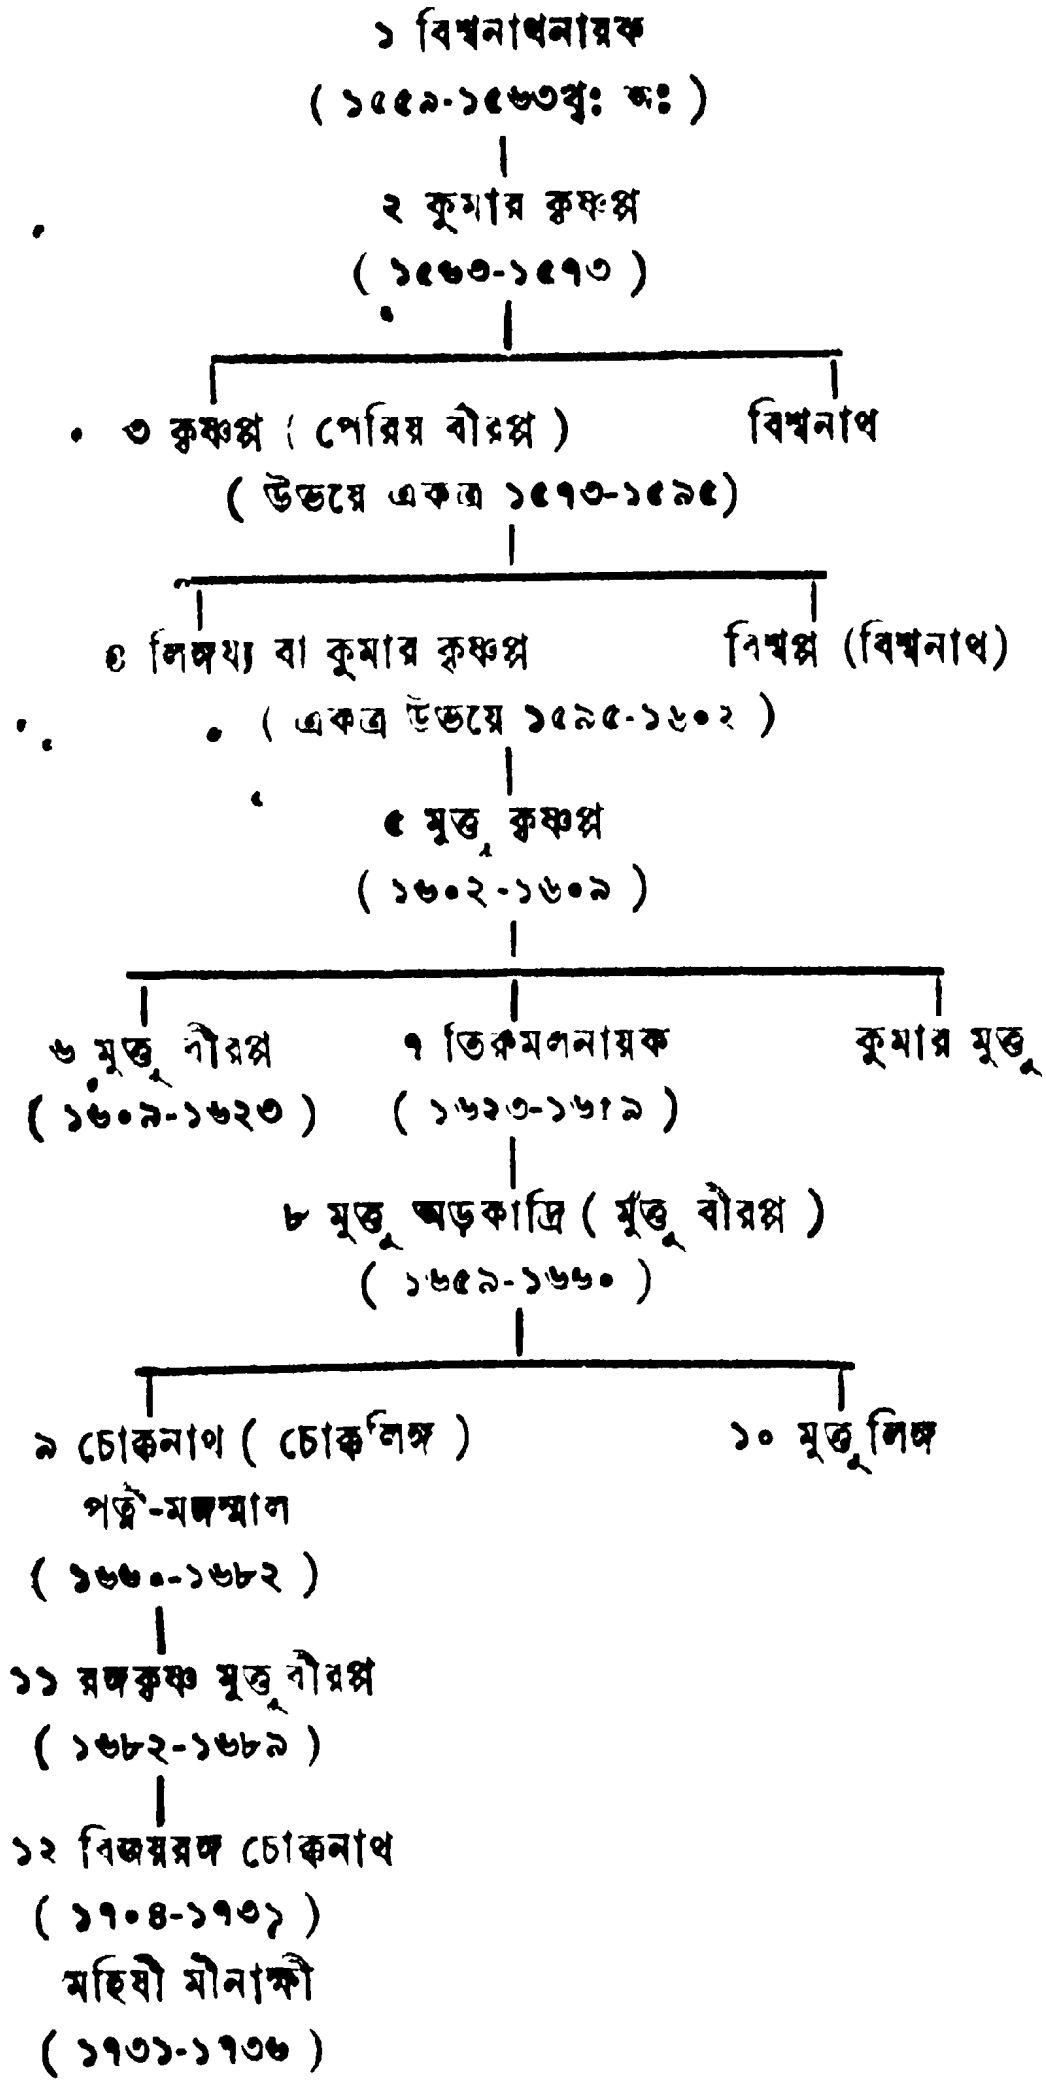 ১ বিশ্বনাথনায়ক
( ১৫৫৯-১৫৬৩খৃঃ অঃ )
২ কুমার কৃষ্ণপ্প
( ১৫৬৩-১৫৭৩ )
৩ কৃষ্ণপ্প ( পেরিয় বীরপ্প ) বিশ্বনাথ
( উভয়ে একত্র ১৫৭৩-১৫৯৫)
৪ লিঙ্গয্য বা কুমার কৃষ্ণপ্প বিশ্বপ্প (বিশ্বনাথ)
( একত্র উভয়ে ১৫৯৫-১৬০২ )
৫ মুত্তু কৃষ্ণপ্প
( ১৬০২-১৬০৯ )
৬ মুত্তু বীরপ্প ৭ তিরুমলনায়ক কুমার মুত্তু
( ১৬০৯-১৬২৩ ) ( ১৬২৩-১৬৫৯ )
৮ মুত্তু অড়কাদ্রি ( মুত্তু বীরপ্প )
( ১৬৫৯-১৬৬০ )
৯ চোক্কনাথ ( চোক্কলিঙ্গ ) ১০ মুত্তুলিঙ্গ
পত্নী-মঙ্গম্মাল
( ১৬৬০-১৬৮২ )
১১ রঙ্গকৃষ্ণ মুত্তুবীরপ্প
( ১৬৮২-১৬৮৯ )
১২ বিজয়রঙ্গ চোক্কনাথ
( ১৭০৪-১৭৩১ )
মহিষী মীনাক্ষী
( ১৭৩১-১৭৩৬ )